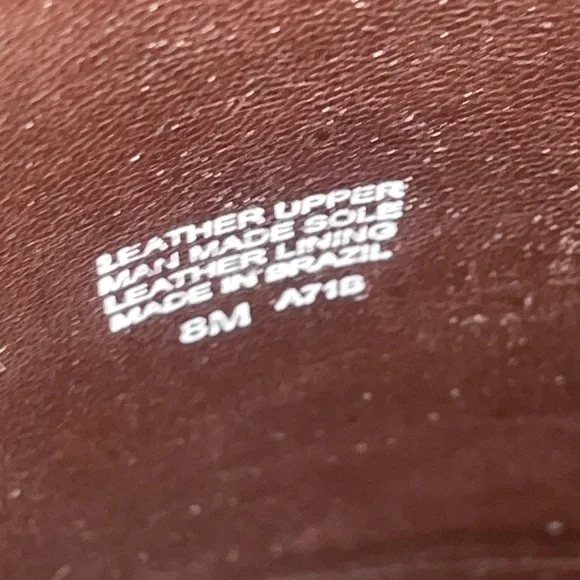 LEATHER UPPER
MAN MADE SOLE
LEATHER LINING
MADE IN BRAZIL
8M A71B